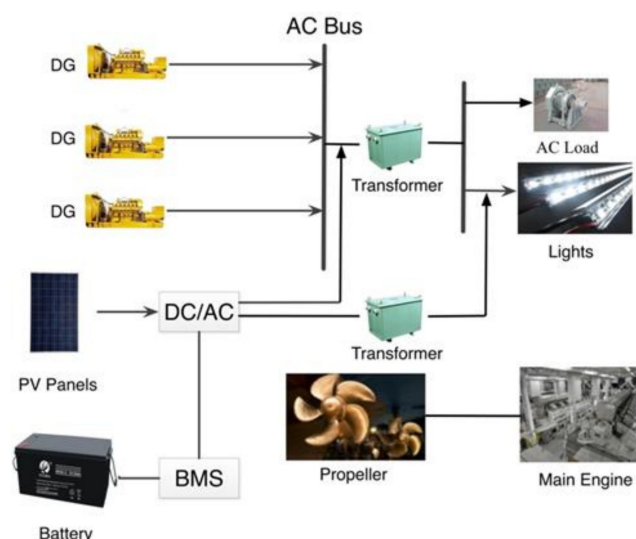 AC Bus
DG
DG
DG
Transformer
AC Load
Lights
DC/AC
Transformer
PV Panels
BMS
Battery
Propeller
Main Engine